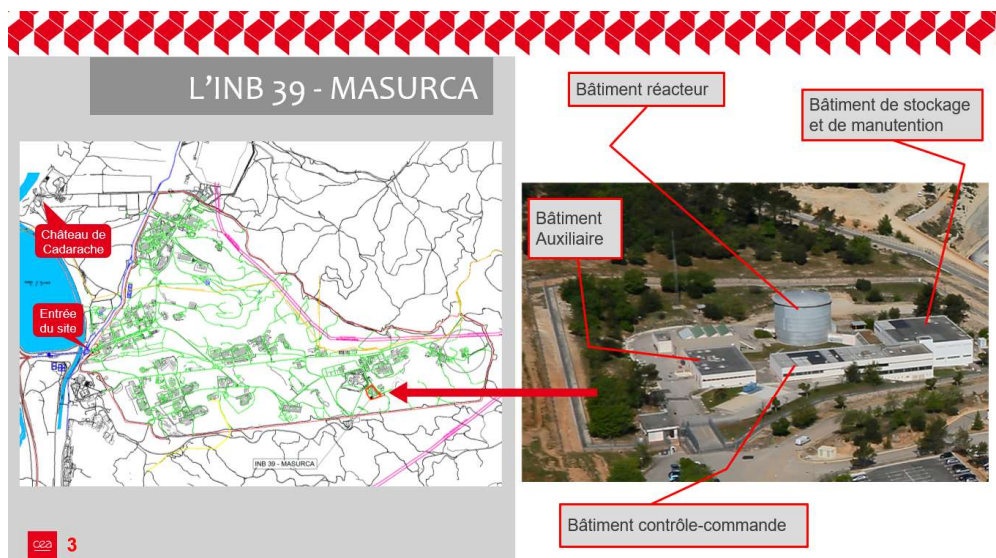 L'INB 39 - MASURCA
Château de
Cadarache
Entrée
du site
INB 39 - MASURCA
Bâtiment réacteur
Bâtiment de stockage
et de manutention
Bâtiment
Auxiliaire
Bâtiment contrôle-commande
cea
3